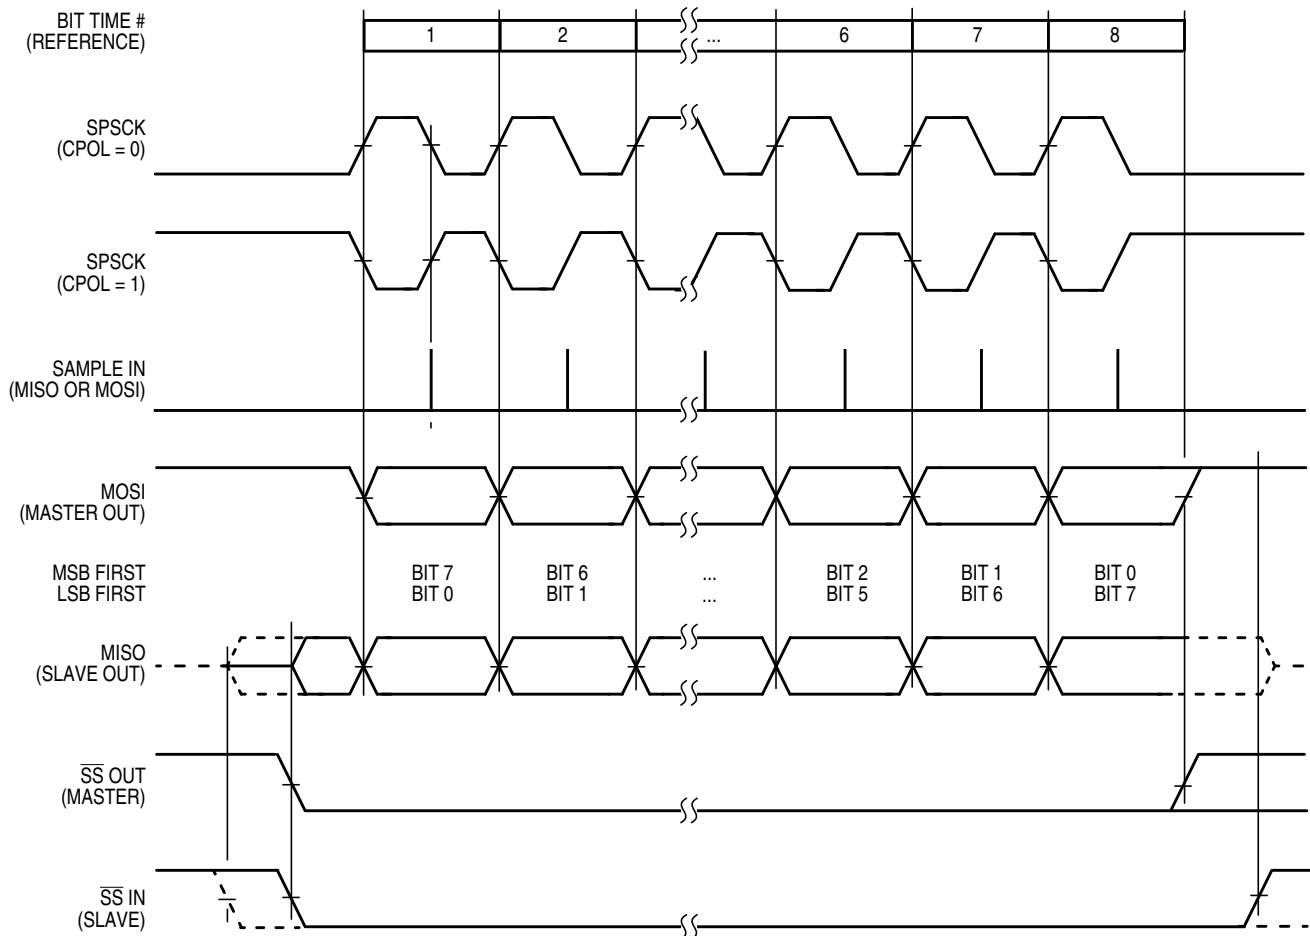 BIT TIME #
(REFERENCE)
1 2 ... 6 7 8
SPSCK
(CPOL = 0)
SPSCK
(CPOL = 1)
SAMPLE IN
(MISO OR MOSI)
MOSI
(MASTER OUT)
MSB FIRST BIT 7 BIT 6 ... BIT 2 BIT 1 BIT 0
LSB FIRST BIT 0 BIT 1 ... BIT 5 BIT 6 BIT 7
MISO
(SLAVE OUT)
S̅S̅ OUT
(MASTER)
S̅S̅ IN
(SLAVE)